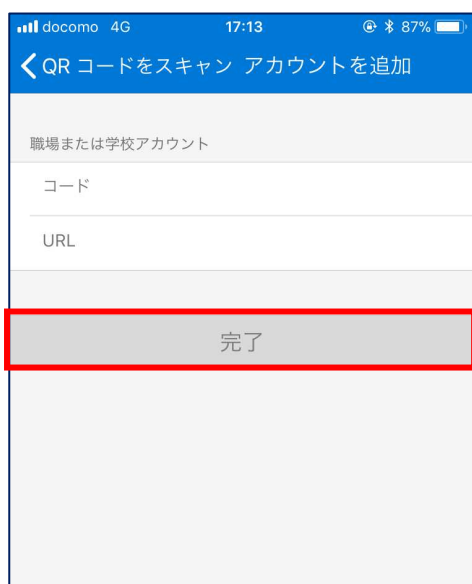 docomo 4G 17:13 87%
QR コードをスキャン アカウントを追加
職場または学校アカウント
コード
URL
完了